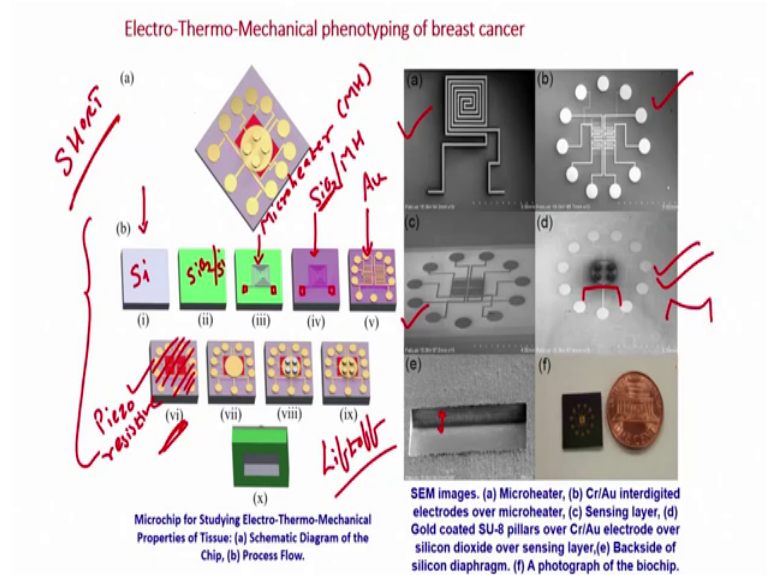 Electro-Thermo-Mechanical phenotyping of breast cancer
(a)
SHORT
Microheater (MH)
SiO2/MH
Au
(b)
Si
SiO2/Si
(i)
(ii)
(iii)
(iv)
(v)
Piezo
resistive
(vi)
(vii)
(viii)
(ix)
Liftoff
(x)
Microchip for Studying Electro-Thermo-Mechanical
Properties of Tissue: (a) Schematic Diagram of the
Chip, (b) Process Flow.
(a)
(b)
(c)
(d)
(e)
(f)
SEM images. (a) Microheater, (b) Cr/Au interdigited
electrodes over microheater, (c) Sensing layer, (d)
Gold coated SU-8 pillars over Cr/Au electrode over
silicon dioxide over sensing layer,(e) Backside of
silicon diaphragm. (f) A photograph of the biochip.